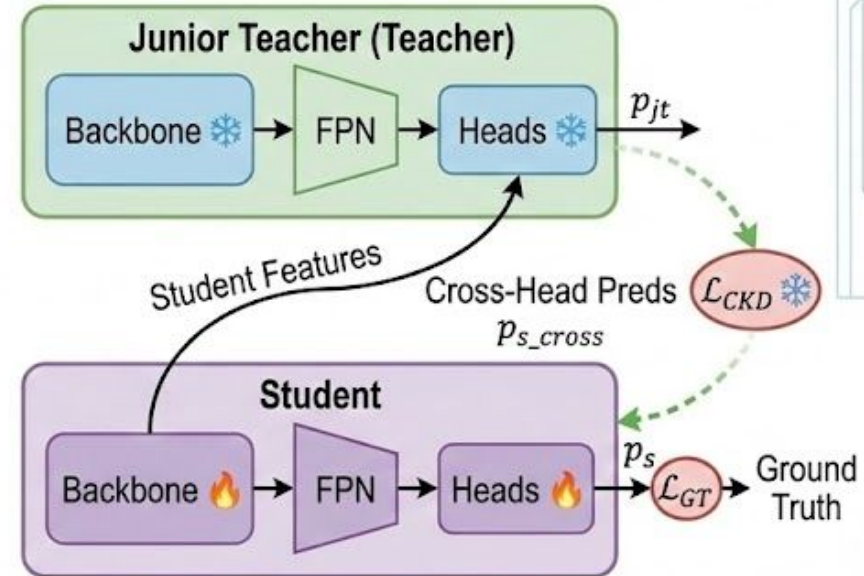 Junior Teacher (Teacher)
Backbone
FPN
Heads
p_jt
Student Features
Cross-Head Preds
p_s_cross
ℒ_CKD
Student
Backbone
FPN
Heads
p_s
ℒ_GT
Ground
Truth